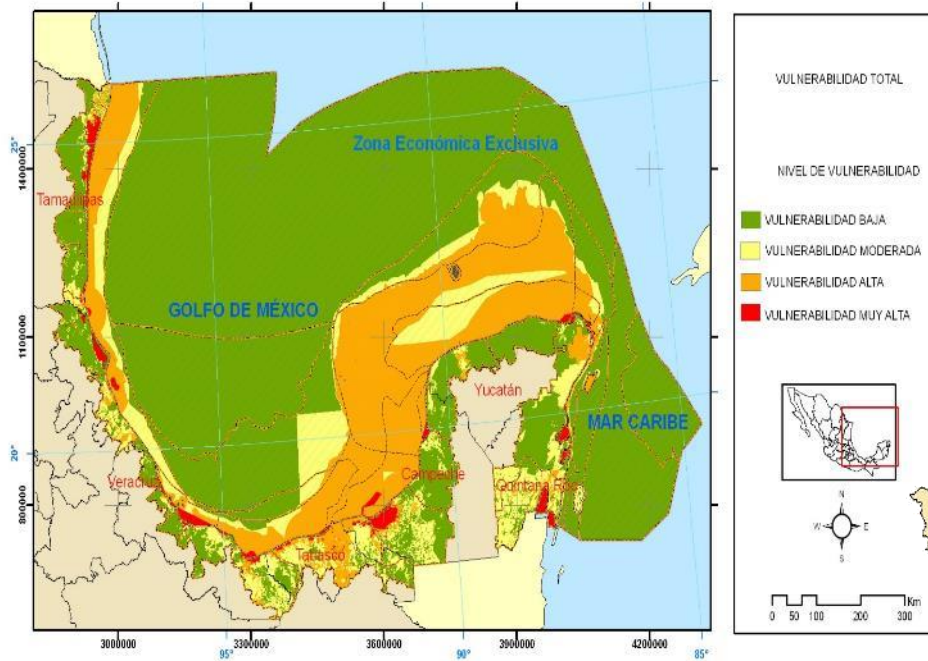 25°
1400000
Tamaulipas
Zona Económica Exclusiva
GOLFO DE MÉXICO
1100000
Yucatán
MAR CARIBE
20°
Veracruz
Campeche
Quintana Roo
800000
Tabasco
3000000
3300000
3600000
3900000
4200000
95°
90°
85°
VULNERABILIDAD TOTAL
NIVEL DE VULNERABILIDAD
VULNERABILIDAD BAJA
VULNERABILIDAD MODERADA
VULNERABILIDAD ALTA
VULNERABILIDAD MUY ALTA
N
W E
S
Km
0 50 100 200 300